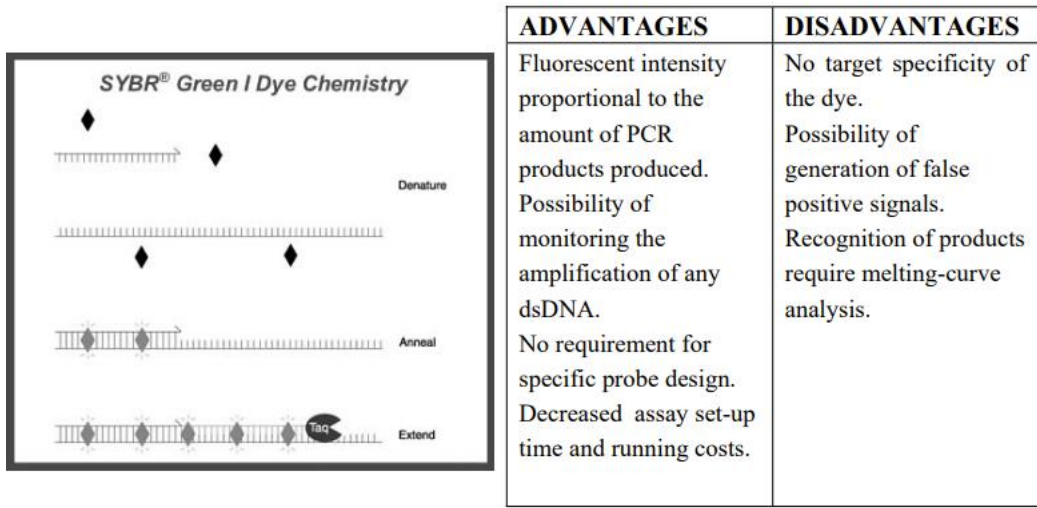 SYBR® Green I Dye Chemistry
Denature
Anneal
Taq
Extend
ADVANTAGES
Fluorescent intensity
proportional to the
amount of PCR
products produced.
Possibility of
monitoring the
amplification of any
dsDNA.
No requirement for
specific probe design.
Decreased assay set-up
time and running costs.
DISADVANTAGES
No target specificity of
the dye.
Possibility of
generation of false
positive signals.
Recognition of products
require melting-curve
analysis.